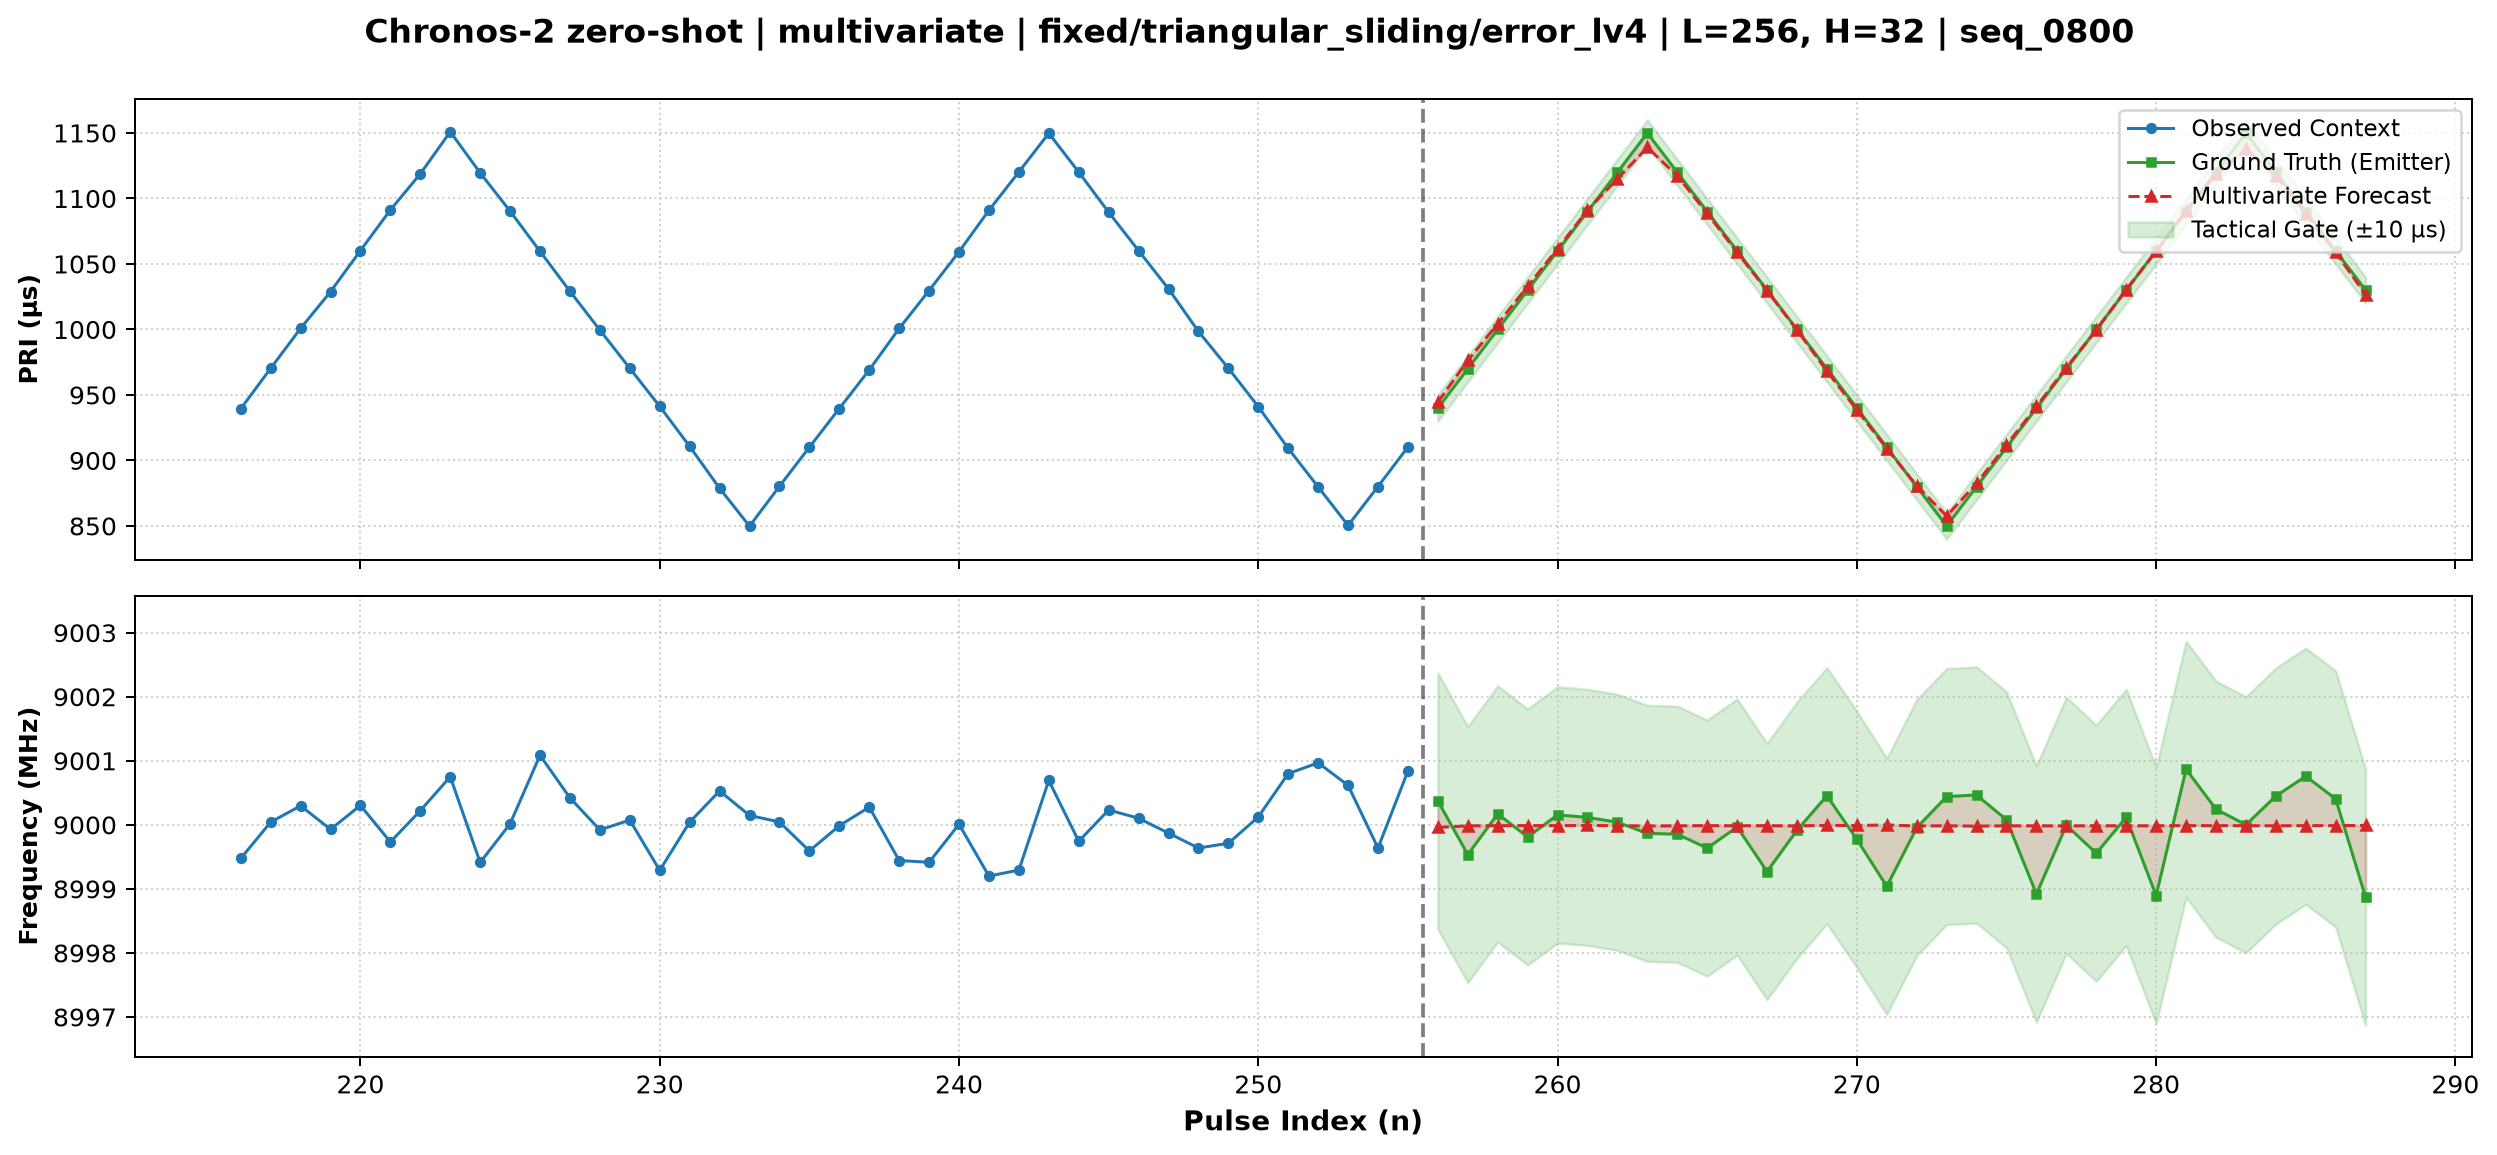 Chronos-2 zero-shot | multivariate | fixed/triangular_sliding/error_lv4 | L=256, H=32 | seq_0800
1150
1100
1050
1000
950
900
850
PRI (µs)
Observed Context
Ground Truth (Emitter)
Multivariate Forecast
Tactical Gate (±10 µs)
9003
9002
9001
9000
8999
8998
8997
Frequency (MHz)
220 230 240 250 260 270 280 290
Pulse Index (n)